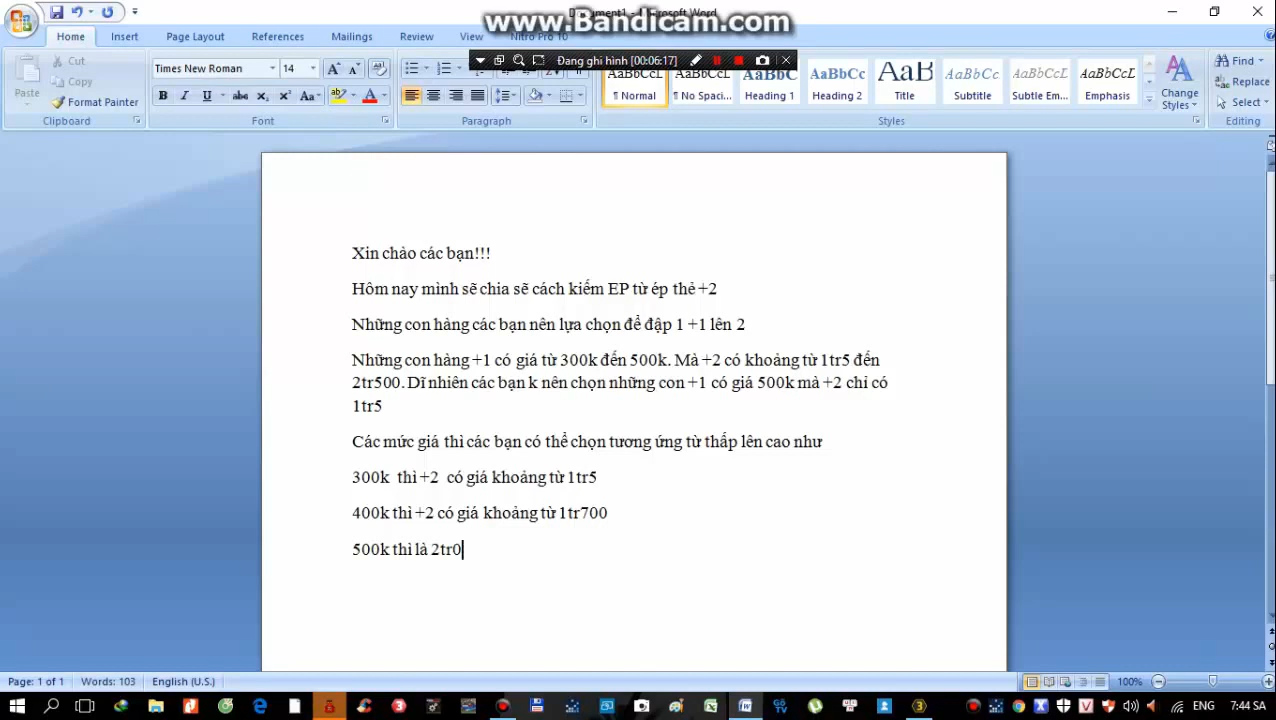 Document1 - Microsoft Word
www.Bandicam.com
Home Insert Page Layout References Mailings Review View Nitro Pro 10
Đang ghi hình [00:06:17]
Cut
Copy
Format Painter
Paste
Clipboard
Times New Roman 14
Font
Paragraph
AaBbCcL AaBbCcL AaBbC AaBbCc AaB AaBbCcL AaBbCcL AaBbCcL
¶ Normal ¶ No Spaci... Heading 1 Heading 2 Title Subtitle Subtle Em... Emphasis
Change Styles
Styles
Find
Replace
Select
Editing
Xin chào các bạn!!!
Hôm nay mình sẽ chia sẽ cách kiểm EP từ ép thẻ +2
Những con hàng các bạn nên lựa chọn để đập 1 +1 lên 2
Những con hàng +1 có giá từ 300k đến 500k. Mà +2 có khoảng từ 1tr5 đến
2tr500. Dĩ nhiên các bạn k nên chọn những con +1 có giá 500k mà +2 chỉ có
1tr5
Các mức giá thì các bạn có thể chọn tương ứng từ thấp lên cao như
300k thì +2 có giá khoảng từ 1tr5
400k thì +2 có giá khoảng từ 1tr700
500k thì là 2tr0
Page: 1 of 1 Words: 103 English (U.S.) 100%
ENG 7:44 SA